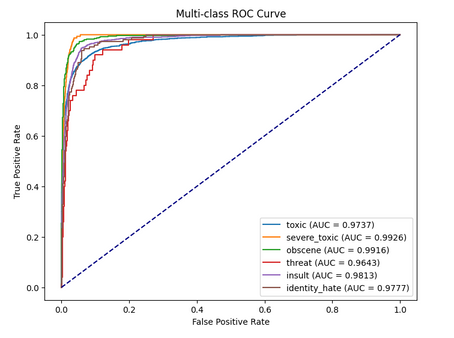 Multi-class ROC Curve
True Positive Rate
1.0
0.8
0.6
0.4
0.2
0.0
toxic (AUC = 0.9737)
severe_toxic (AUC = 0.9926)
obscene (AUC = 0.9916)
threat (AUC = 0.9643)
insult (AUC = 0.9813)
identity_hate (AUC = 0.9777)
0.0 0.2 0.4 0.6 0.8 1.0
False Positive Rate